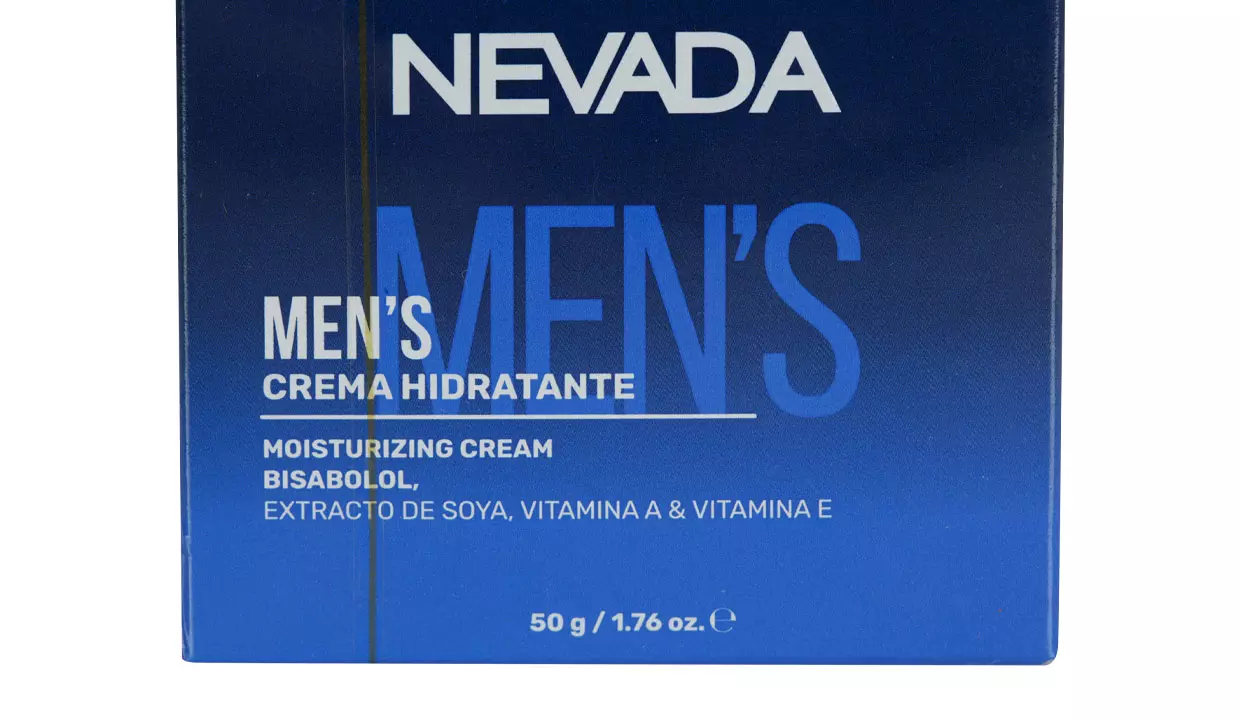 NEVADA
MEN'S
MEN'S
CREMA HIDRATANTE
MOISTURIZING CREAM
BISABOLOL,
EXTRACTO DE SOYA, VITAMINA A & VITAMINA E
50 g / 1.76 oz. ℮